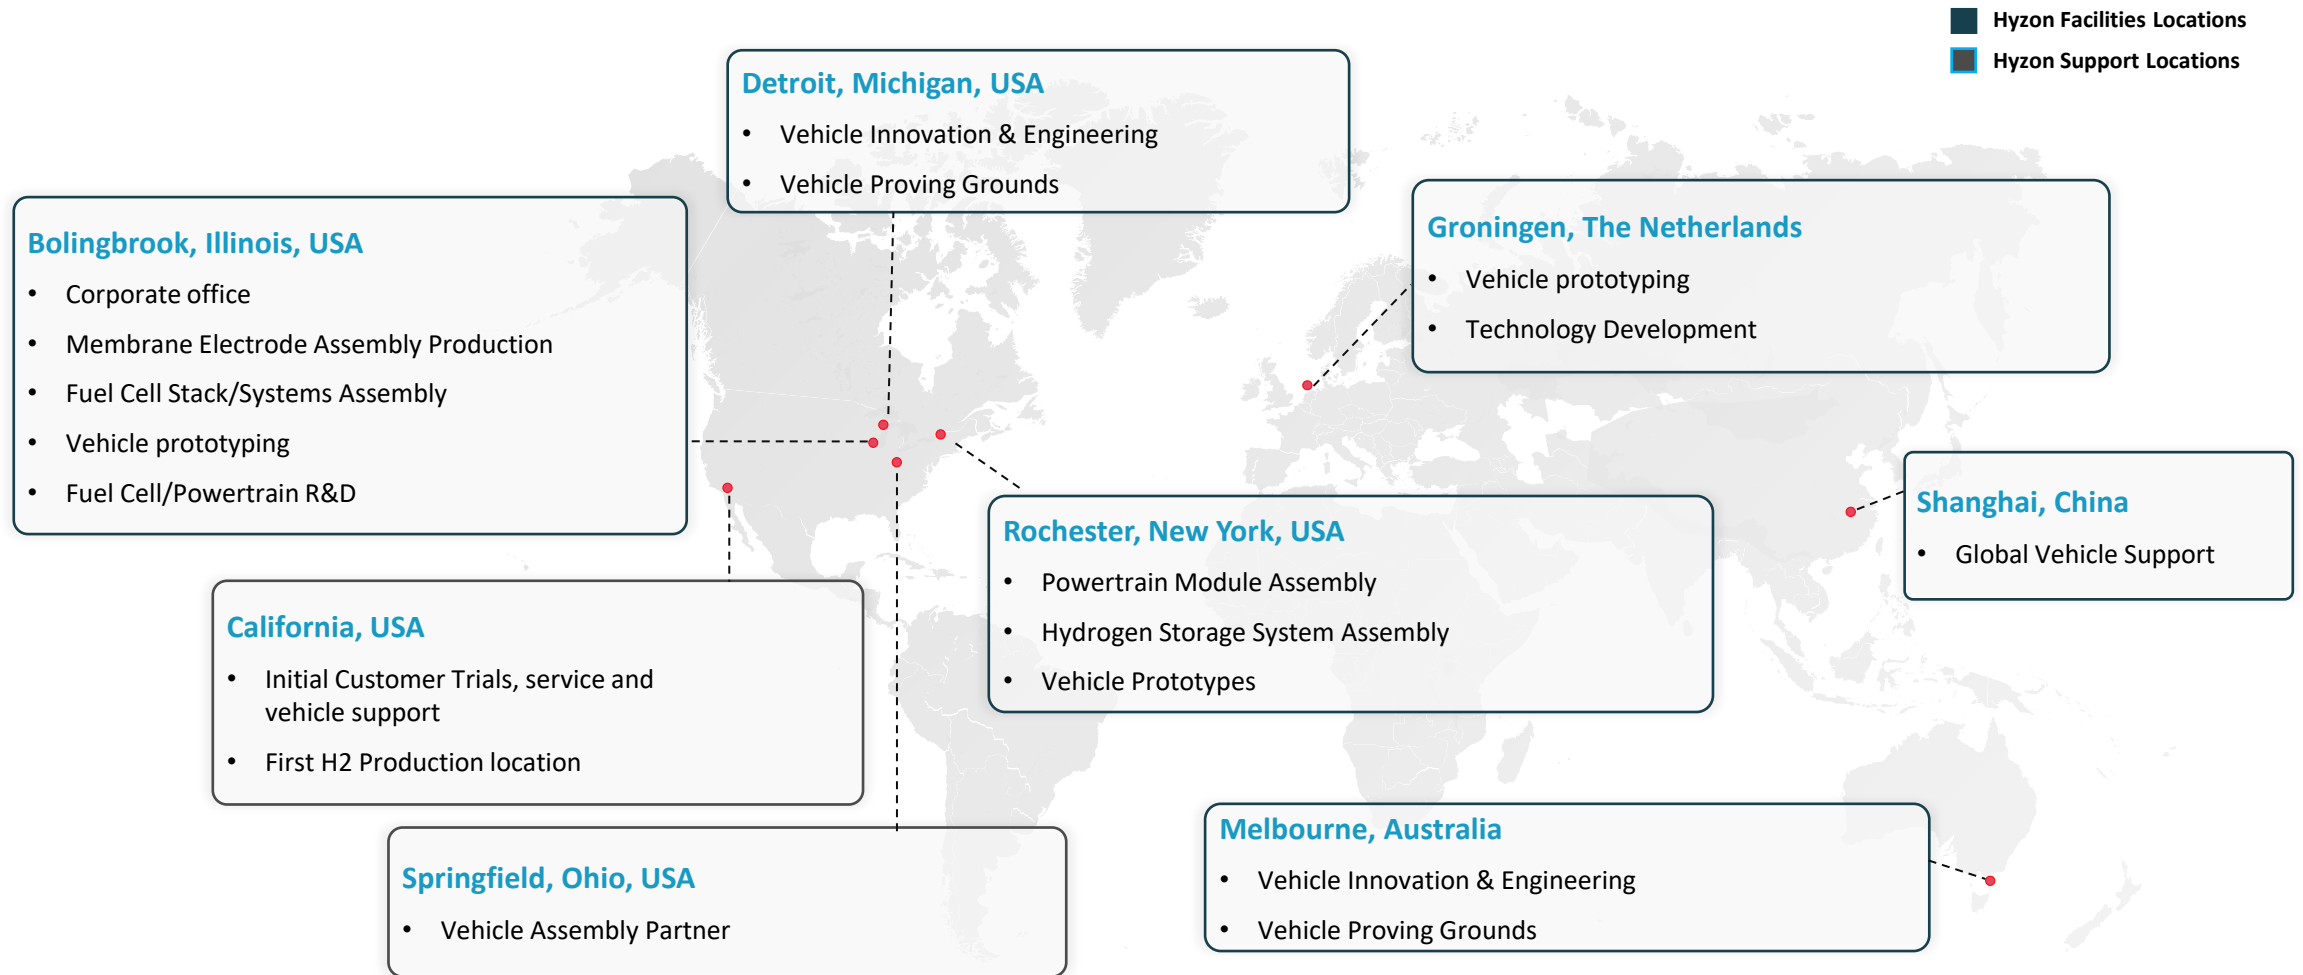 Hyzon Facilities Locations
Hyzon Support Locations
Detroit, Michigan, USA
• Vehicle Innovation & Engineering
• Vehicle Proving Grounds
Bolingbrook, Illinois, USA
• Corporate office
• Membrane Electrode Assembly Production
• Fuel Cell Stack/Systems Assembly
• Vehicle prototyping
• Fuel Cell/Powertrain R&D
Groningen, The Netherlands
• Vehicle prototyping
• Technology Development
Shanghai, China
• Global Vehicle Support
Rochester, New York, USA
• Powertrain Module Assembly
• Hydrogen Storage System Assembly
• Vehicle Prototypes
California, USA
• Initial Customer Trials, service and
vehicle support
• First H2 Production location
Springfield, Ohio, USA
• Vehicle Assembly Partner
Melbourne, Australia
• Vehicle Innovation & Engineering
• Vehicle Proving Grounds